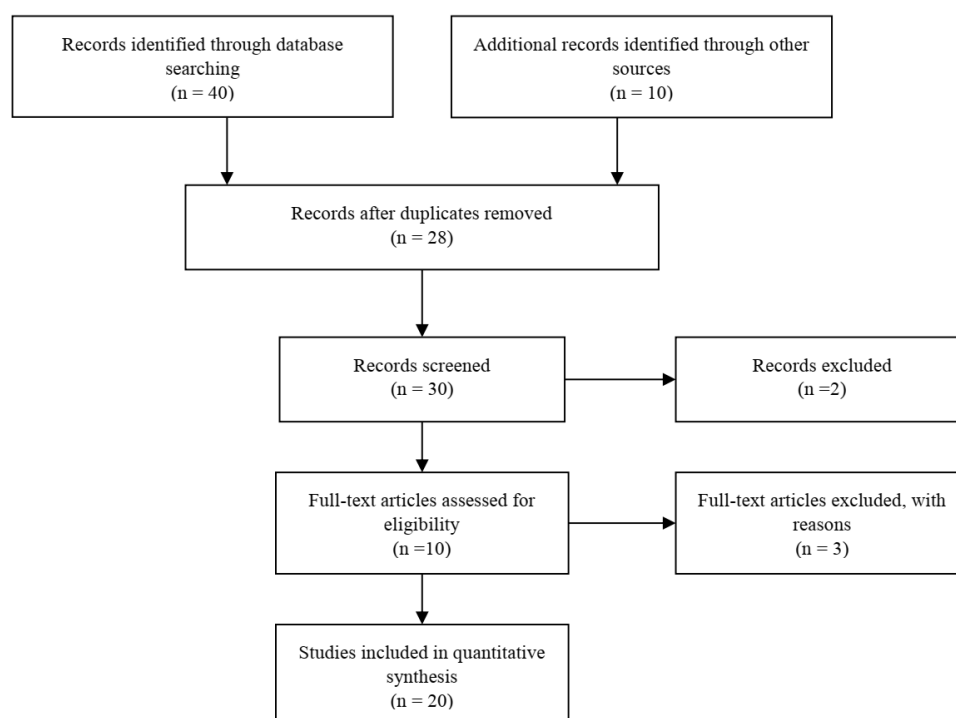 Records identified through database
searching
(n = 40)
Additional records identified through other
sources
(n = 10)
Records after duplicates removed
(n = 28)
Records screened
(n = 30)
Records excluded
(n =2)
Full-text articles assessed for
eligibility
(n =10)
Full-text articles excluded, with
reasons
(n = 3)
Studies included in quantitative
synthesis
(n = 20)